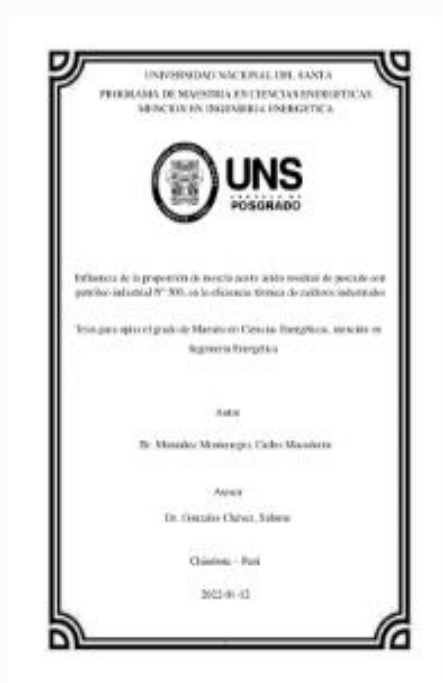 UNIVERSIDAD NACIONAL DEL SANTA
PROGRAMA DE MAESTRIA EN CIENCIAS ENERGETICAS
MENCION EN INGENIERIA ENERGETICA
UNS
ESCUELA DE
POSGRADO
Influencia de la proporción de mezcla aceite ácido residual de pescado con
petróleo industrial N° 500, en la eficiencia térmica de calderos industriales
Tesis para optar el grado de Maestro en Ciencias Energéticas, mención en
Ingeniería Energética
Autor
Br. Montenegro, Carlos
Asesor
Dr. Gonzales Chávez, Salome
Chimbote – Perú
2022-01-12